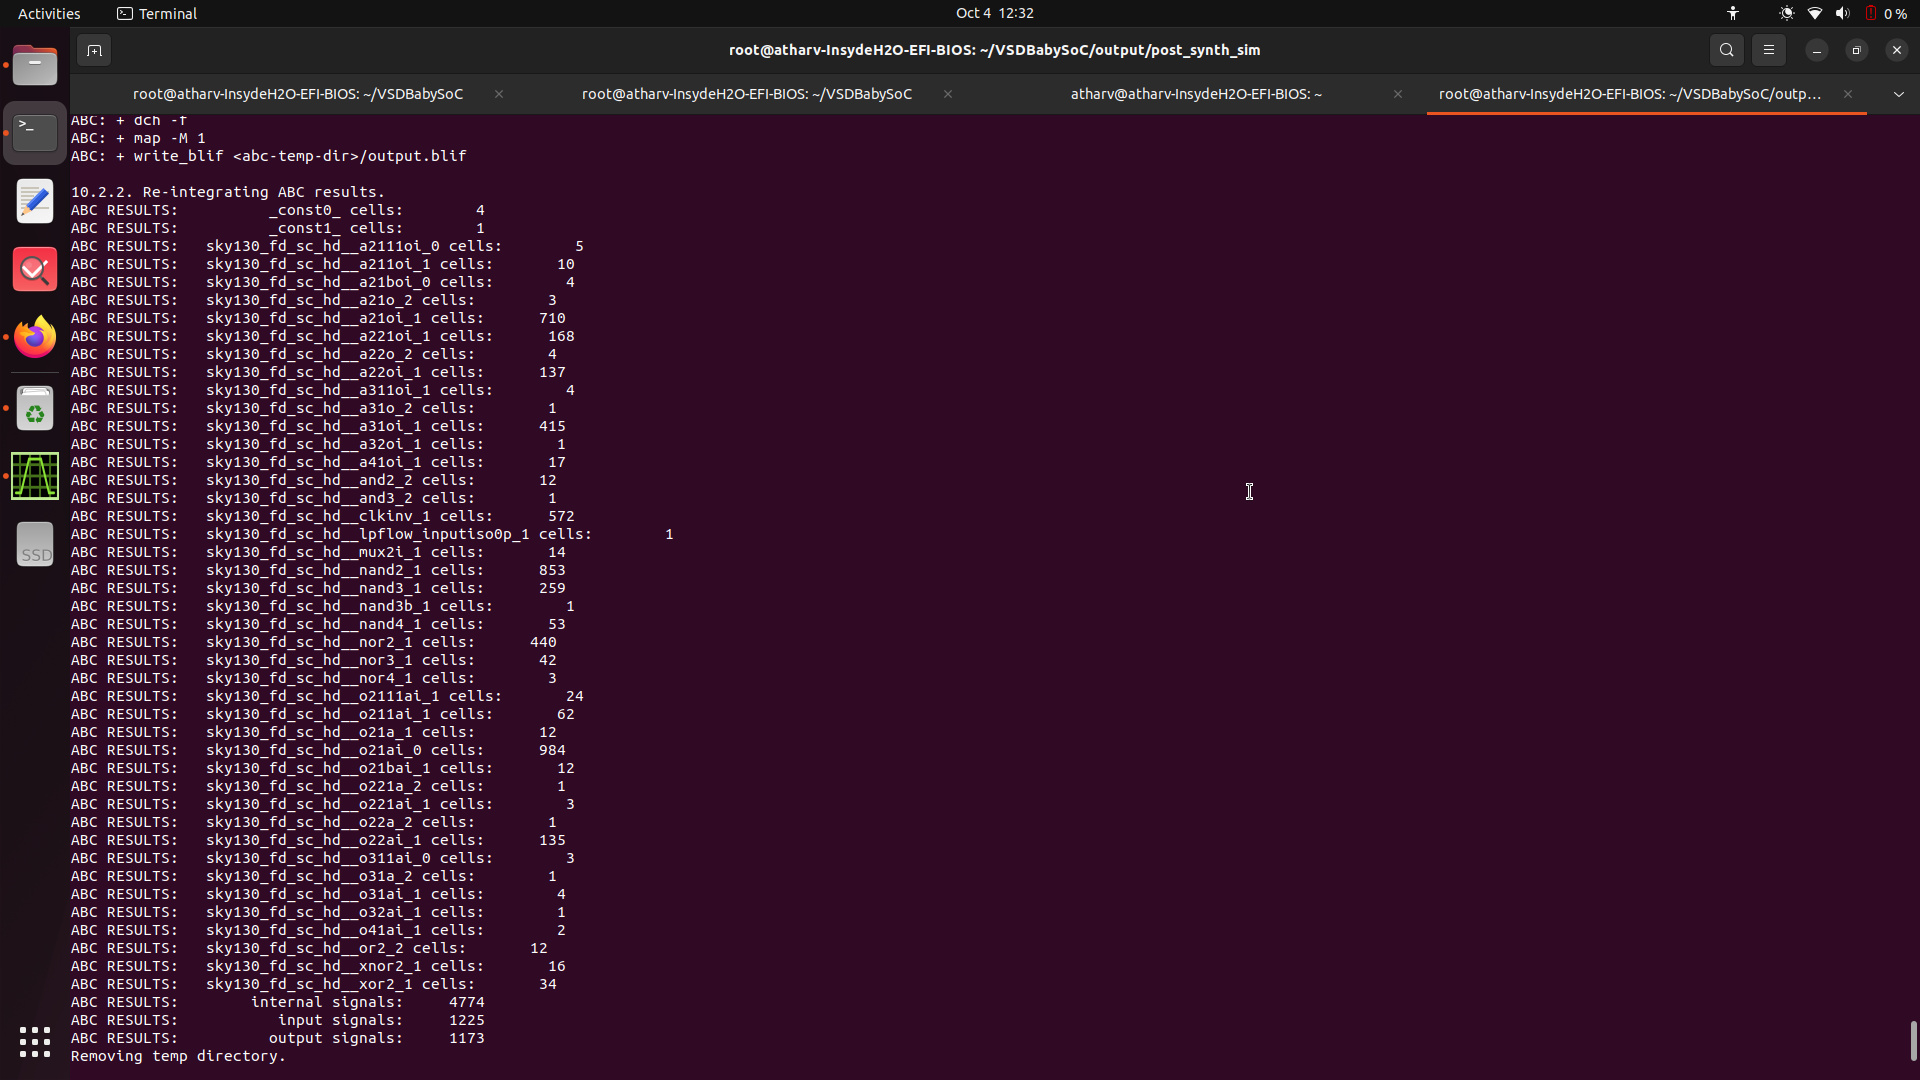 Activities Terminal Oct 4 12:32 0 %
root@atharv-InsydeH2O-EFI-BIOS: ~/VSDBabySoC/output/post_synth_sim
root@atharv-InsydeH2O-EFI-BIOS: ~/VSDBabySoC × root@atharv-InsydeH2O-EFI-BIOS: ~/VSDBabySoC × atharv@atharv-InsydeH2O-EFI-BIOS: ~ × root@atharv-InsydeH2O-EFI-BIOS: ~/VSDBabySoC/outp... ×
ABC: + dch -f
ABC: + map -M 1
ABC: + write_blif <abc-temp-dir>/output.blif
10.2.2. Re-integrating ABC results.
ABC RESULTS: _const0_ cells: 4
ABC RESULTS: _const1_ cells: 1
ABC RESULTS: sky130_fd_sc_hd__a2111oi_0 cells: 5
ABC RESULTS: sky130_fd_sc_hd__a211oi_1 cells: 10
ABC RESULTS: sky130_fd_sc_hd__a21boi_0 cells: 4
ABC RESULTS: sky130_fd_sc_hd__a21o_2 cells: 3
ABC RESULTS: sky130_fd_sc_hd__a21oi_1 cells: 710
ABC RESULTS: sky130_fd_sc_hd__a221oi_1 cells: 168
ABC RESULTS: sky130_fd_sc_hd__a22o_2 cells: 4
ABC RESULTS: sky130_fd_sc_hd__a22oi_1 cells: 137
ABC RESULTS: sky130_fd_sc_hd__a311oi_1 cells: 4
ABC RESULTS: sky130_fd_sc_hd__a31o_2 cells: 1
ABC RESULTS: sky130_fd_sc_hd__a31oi_1 cells: 415
ABC RESULTS: sky130_fd_sc_hd__a32oi_1 cells: 1
ABC RESULTS: sky130_fd_sc_hd__a41oi_1 cells: 17
ABC RESULTS: sky130_fd_sc_hd__and2_2 cells: 12
ABC RESULTS: sky130_fd_sc_hd__and3_2 cells: 1
ABC RESULTS: sky130_fd_sc_hd__clkinv_1 cells: 572
ABC RESULTS: sky130_fd_sc_hd__lpflow_inputiso0p_1 cells: 1
ABC RESULTS: sky130_fd_sc_hd__mux2i_1 cells: 14
ABC RESULTS: sky130_fd_sc_hd__nand2_1 cells: 853
ABC RESULTS: sky130_fd_sc_hd__nand3_1 cells: 259
ABC RESULTS: sky130_fd_sc_hd__nand3b_1 cells: 1
ABC RESULTS: sky130_fd_sc_hd__nand4_1 cells: 53
ABC RESULTS: sky130_fd_sc_hd__nor2_1 cells: 440
ABC RESULTS: sky130_fd_sc_hd__nor3_1 cells: 42
ABC RESULTS: sky130_fd_sc_hd__nor4_1 cells: 3
ABC RESULTS: sky130_fd_sc_hd__o2111ai_1 cells: 24
ABC RESULTS: sky130_fd_sc_hd__o211ai_1 cells: 62
ABC RESULTS: sky130_fd_sc_hd__o21a_1 cells: 12
ABC RESULTS: sky130_fd_sc_hd__o21ai_0 cells: 984
ABC RESULTS: sky130_fd_sc_hd__o21bai_1 cells: 12
ABC RESULTS: sky130_fd_sc_hd__o221a_2 cells: 1
ABC RESULTS: sky130_fd_sc_hd__o221ai_1 cells: 3
ABC RESULTS: sky130_fd_sc_hd__o22a_2 cells: 1
ABC RESULTS: sky130_fd_sc_hd__o22ai_1 cells: 135
ABC RESULTS: sky130_fd_sc_hd__o311ai_0 cells: 3
ABC RESULTS: sky130_fd_sc_hd__o31a_2 cells: 1
ABC RESULTS: sky130_fd_sc_hd__o31ai_1 cells: 4
ABC RESULTS: sky130_fd_sc_hd__o32ai_1 cells: 1
ABC RESULTS: sky130_fd_sc_hd__o41ai_1 cells: 2
ABC RESULTS: sky130_fd_sc_hd__or2_2 cells: 12
ABC RESULTS: sky130_fd_sc_hd__xnor2_1 cells: 16
ABC RESULTS: sky130_fd_sc_hd__xor2_1 cells: 34
ABC RESULTS: internal signals: 4774
ABC RESULTS: input signals: 1225
ABC RESULTS: output signals: 1173
Removing temp directory.
SSD